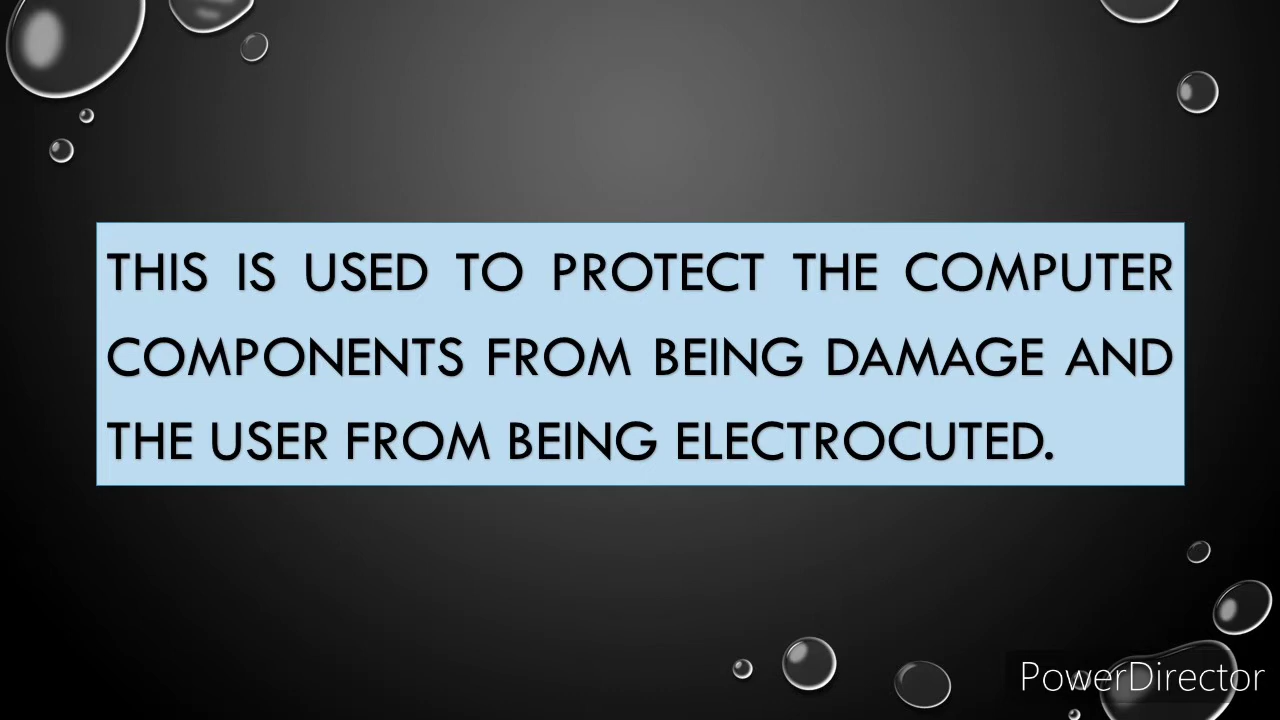 THIS IS USED TO PROTECT THE COMPUTER
COMPONENTS FROM BEING DAMAGE AND
THE USER FROM BEING ELECTROCUTED.
PowerDirector